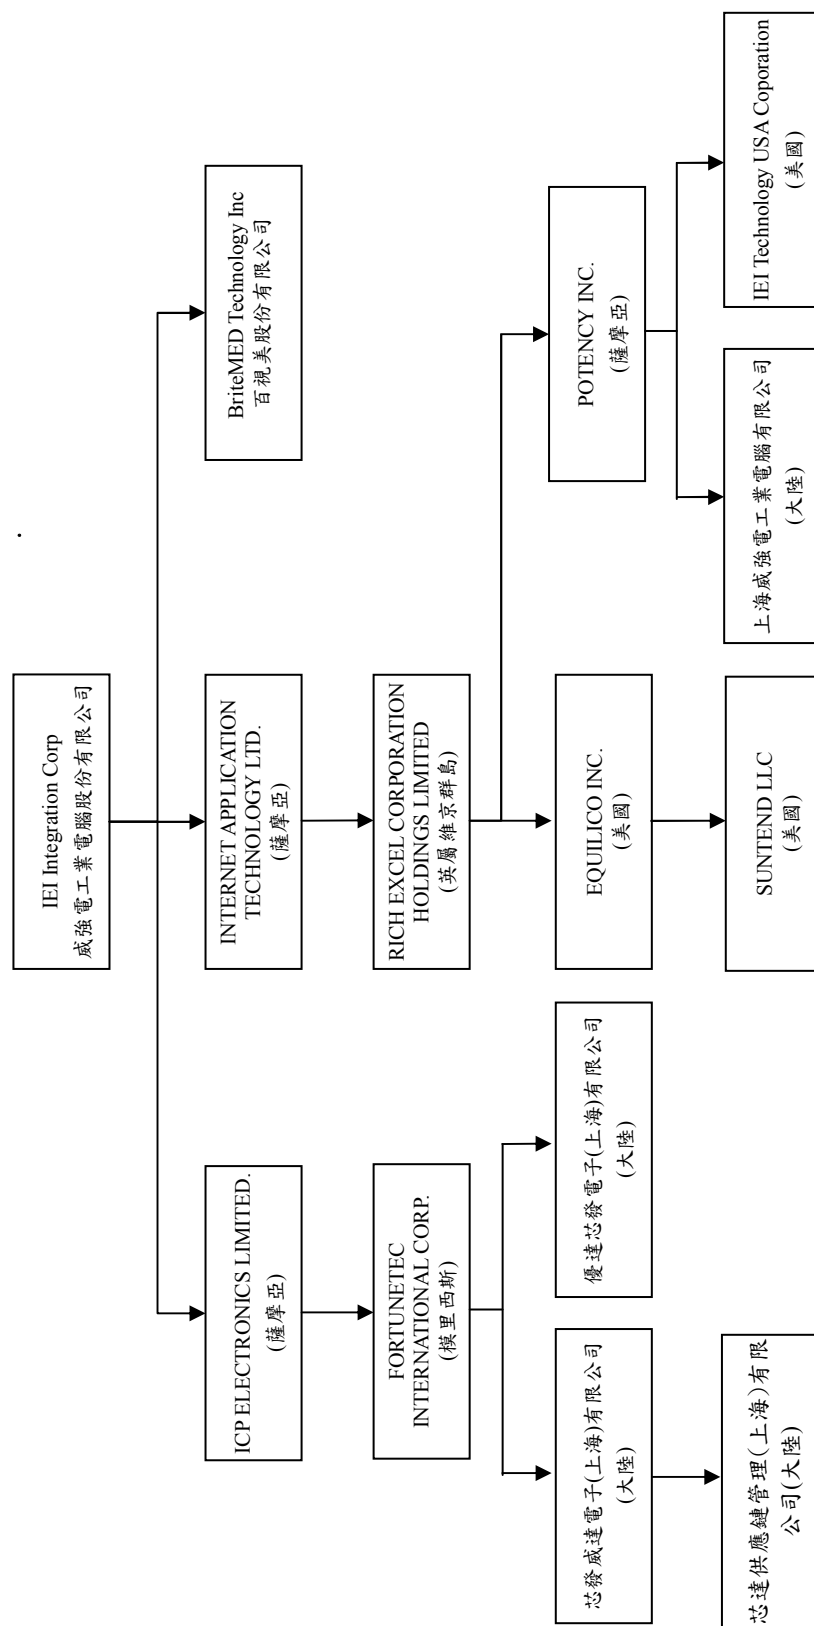 IEI Integration Corp
威強電工業電腦股份有限公司
ICP ELECTRONICS LIMITED.
(薩摩亞)
INTERNET APPLICATION
TECHNOLOGY LTD.
(薩摩亞)
BriteMED Technology Inc
百視美股份有限公司
FORTUNETEC
INTERNATIONAL CORP.
(模里西斯)
RICH EXCEL CORPORATION
HOLDINGS LIMITED
(英屬維京群島)
芯發威達電子(上海)有限公司
(大陸)
優達芯發電子(上海)有限公司
(大陸)
EQUILICO INC.
(美國)
POTENCY INC.
(薩摩亞)
芯達供應鏈管理(上海)有限
公司(大陸)
SUNTEND LLC
(美國)
上海威強電工業電腦有限公司
(大陸)
IEI Technology USA Coporation
(美國)